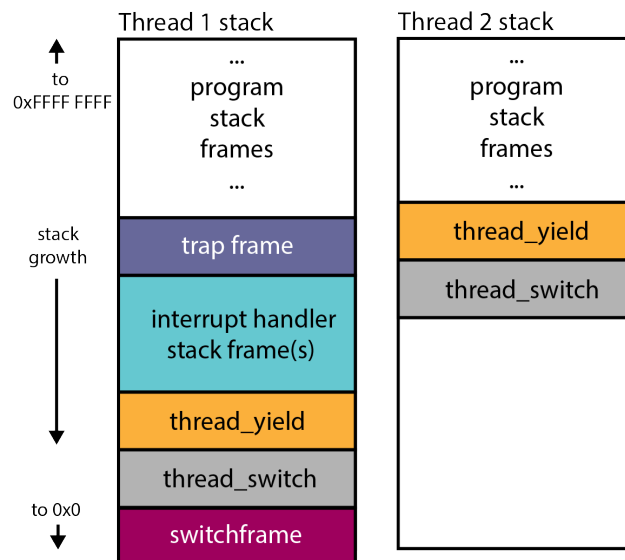 Thread 1 stack
Thread 2 stack
to
0xFFFF FFFF
...
program
stack
frames
...
trap frame
stack
growth
interrupt handler
stack frame(s)
thread_yield
thread_switch
to 0x0
switchframe
...
program
stack
frames
...
thread_yield
thread_switch